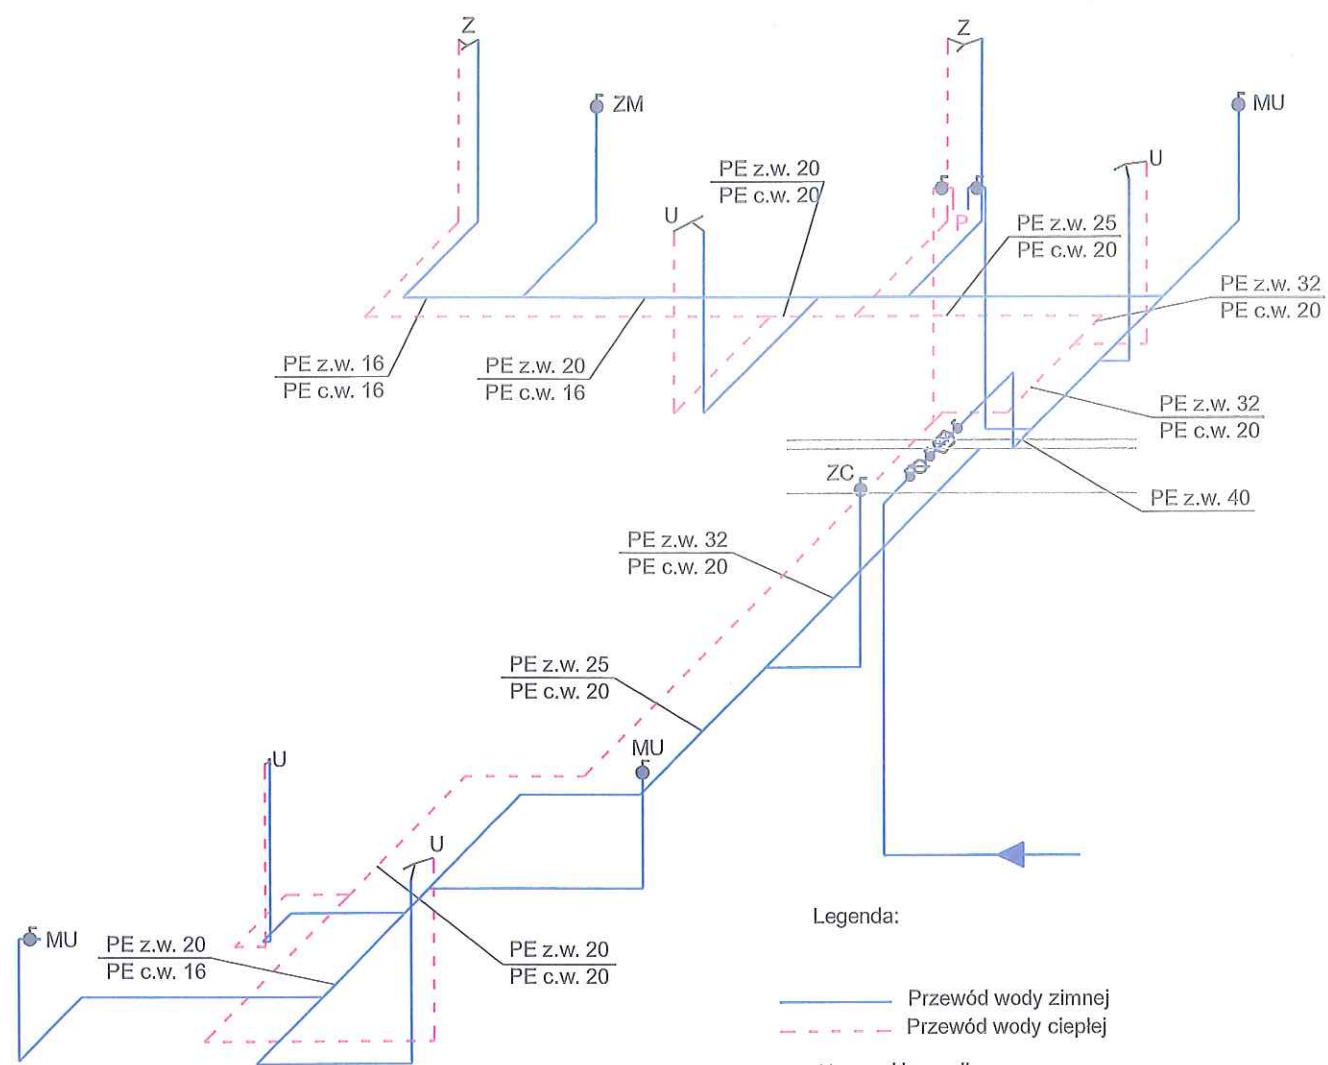 Z
Z
ZM
MU
PE z.w. 20
PE c.w. 20
U
U
P
PE z.w. 25
PE c.w. 20
PE z.w. 32
PE c.w. 20
PE z.w. 16
PE c.w. 16
PE z.w. 20
PE c.w. 16
PE z.w. 32
PE c.w. 20
ZC
PE z.w. 40
PE z.w. 32
PE c.w. 20
PE z.w. 25
PE c.w. 20
MU
U
U
MU
PE z.w. 20
PE c.w. 16
PE z.w. 20
PE c.w. 20
Legenda:
Przewód wody zimnej
Przewód wody ciepłej